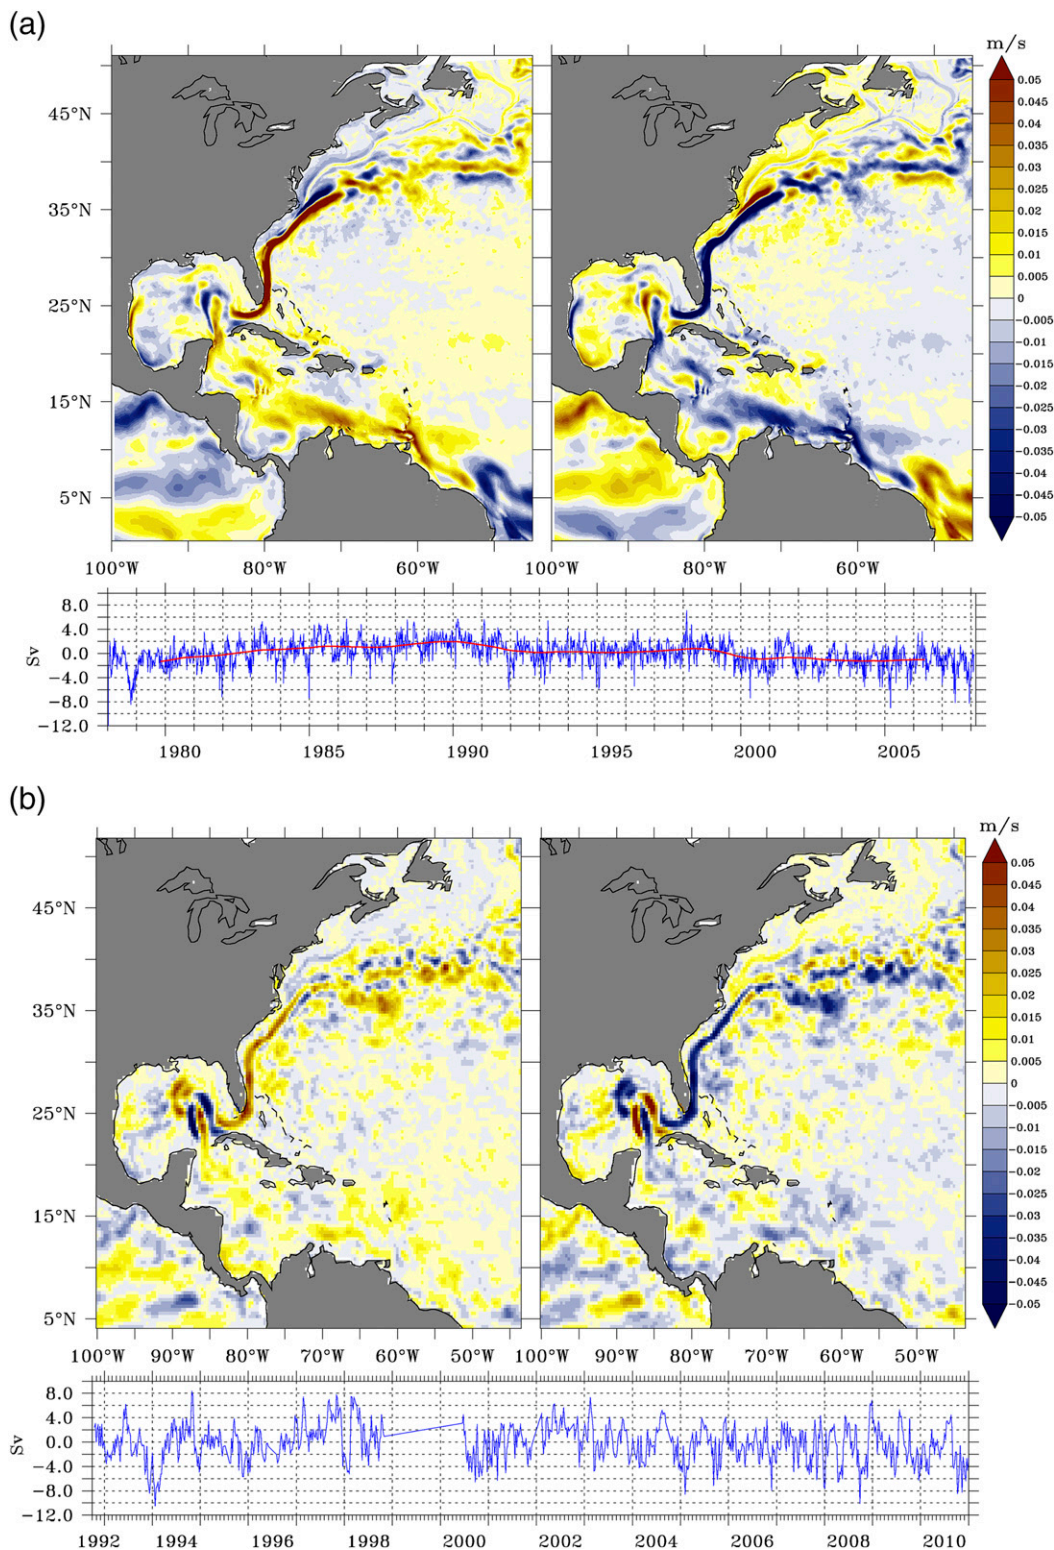 (a)
m/s
0.05
0.045
0.04
0.035
0.03
0.025
0.02
0.015
0.01
0.005
0
−0.005
−0.01
−0.015
−0.02
−0.025
−0.03
−0.035
−0.04
−0.045
−0.05
45°N
35°N
25°N
15°N
5°N
100°W 80°W 60°W 100°W 80°W 60°W
Sv
8.0
4.0
0.0
−4.0
−8.0
−12.0
1980 1985 1990 1995 2000 2005
(b)
m/s
0.05
0.045
0.04
0.035
0.03
0.025
0.02
0.015
0.01
0.005
0
−0.005
−0.01
−0.015
−0.02
−0.025
−0.03
−0.035
−0.04
−0.045
−0.05
45°N
35°N
25°N
15°N
5°N
100°W 90°W 80°W 70°W 60°W 50°W 100°W 90°W 80°W 70°W 60°W 50°W
Sv
8.0
4.0
0.0
−4.0
−8.0
−12.0
1992 1994 1996 1998 2000 2002 2004 2006 2008 2010